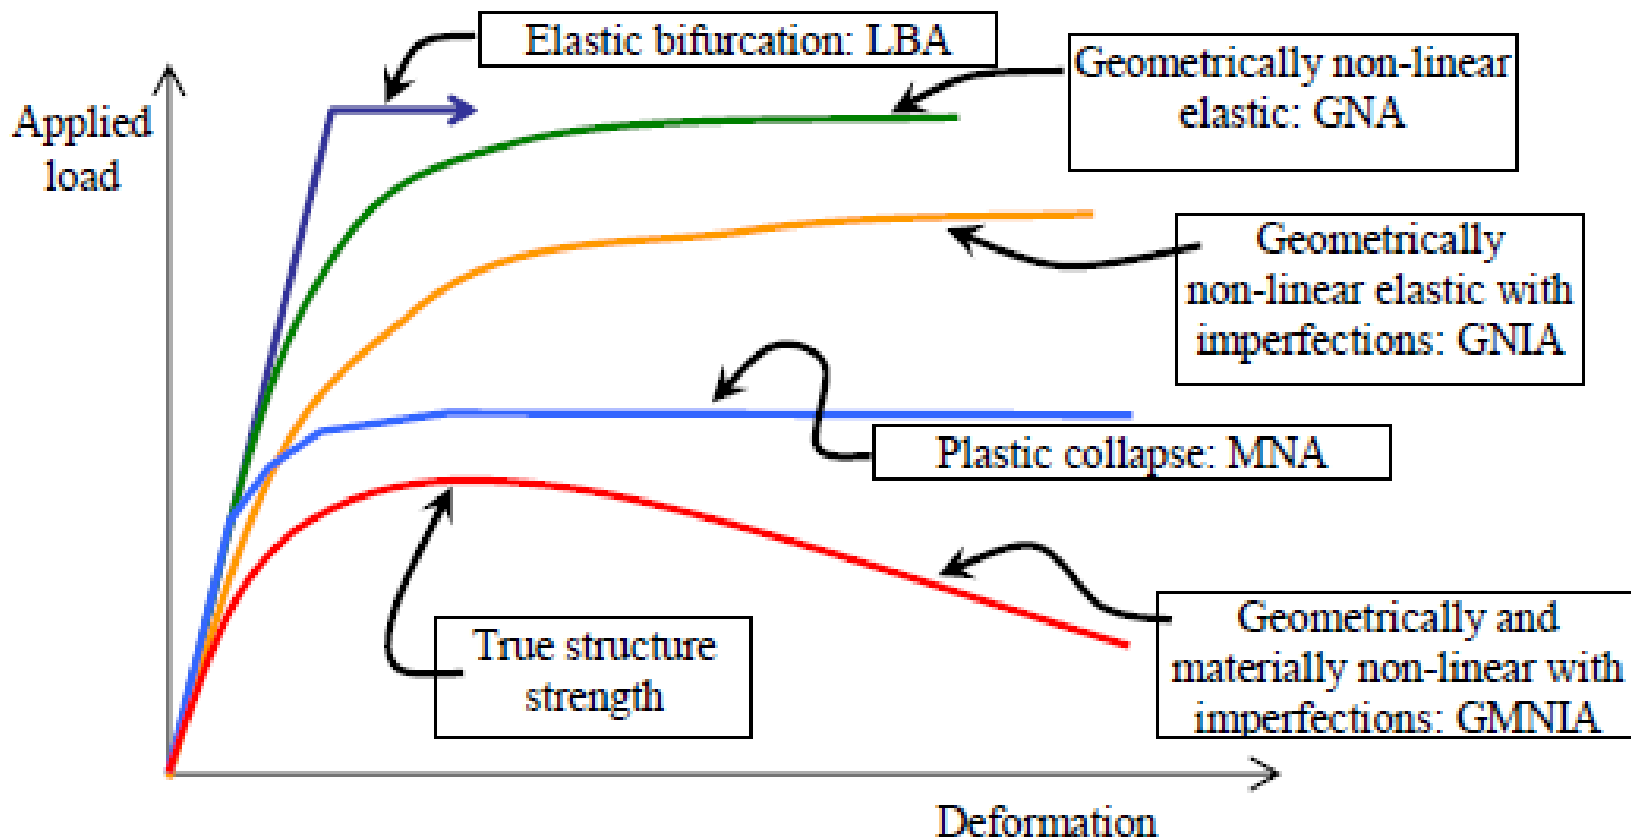 Elastic bifurcation: LBA
Geometrically non-linear
elastic: GNA
Applied
load
Geometrically
non-linear elastic with
imperfections: GNIA
Plastic collapse: MNA
True structure
strength
Geometrically and
materially non-linear with
imperfections: GMNIA
Deformation